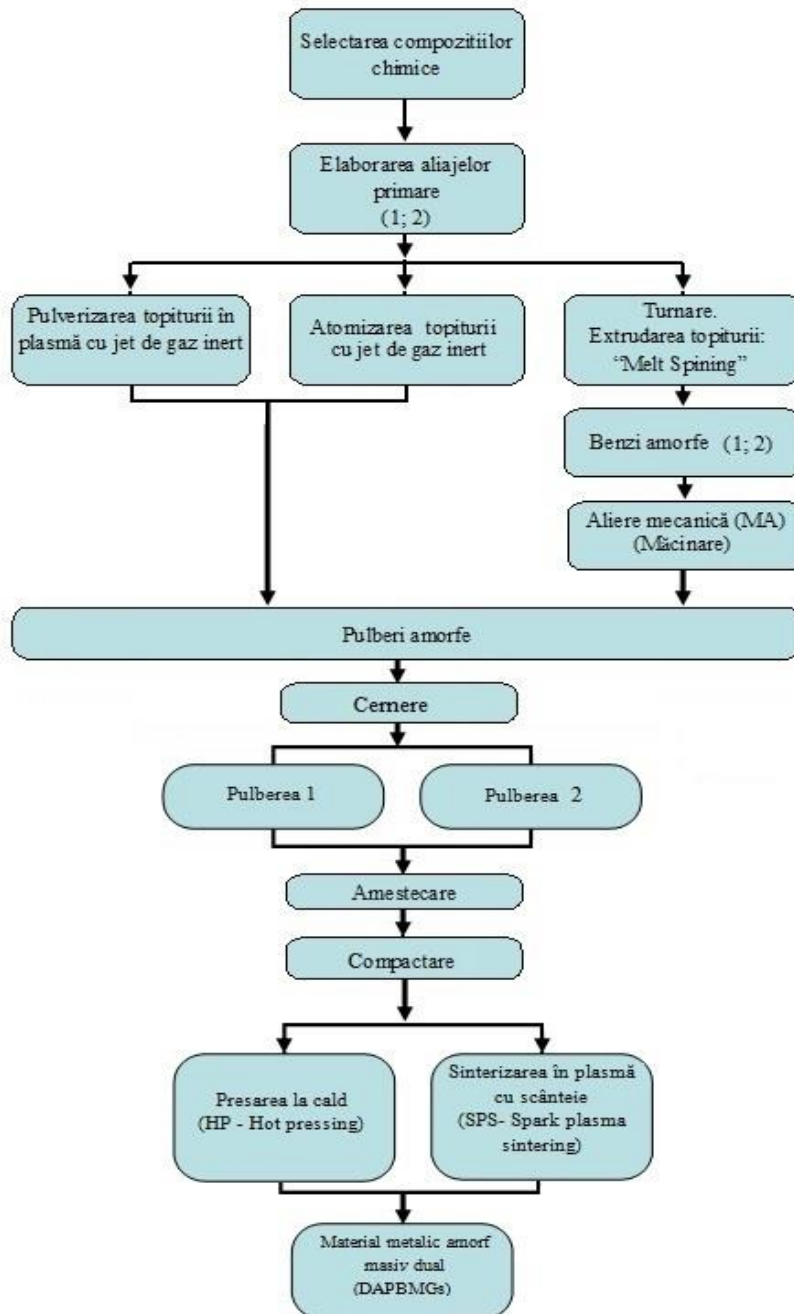 Selectarea compozitiilor
chimice
Elaborarea aliajelor
primare
(1; 2)
Pulverizarea topiturii în
plasmă cu jet de gaz inert
Atomizarea topiturii
cu jet de gaz inert
Turnare.
Extrudarea topiturii:
“Melt Spining”
Benzi amorfe (1; 2)
Aliere mecanică (MA)
(Măcinare)
Pulberi amorfe
Cernere
Pulberea 1
Pulberea 2
Amestecare
Compactare
Presarea la cald
(HP - Hot pressing)
Sinterizarea în plasmă
cu scânteie
(SPS- Spark plasma
sintering)
Material metalic amorf
masiv dual
(DAPBMGs)